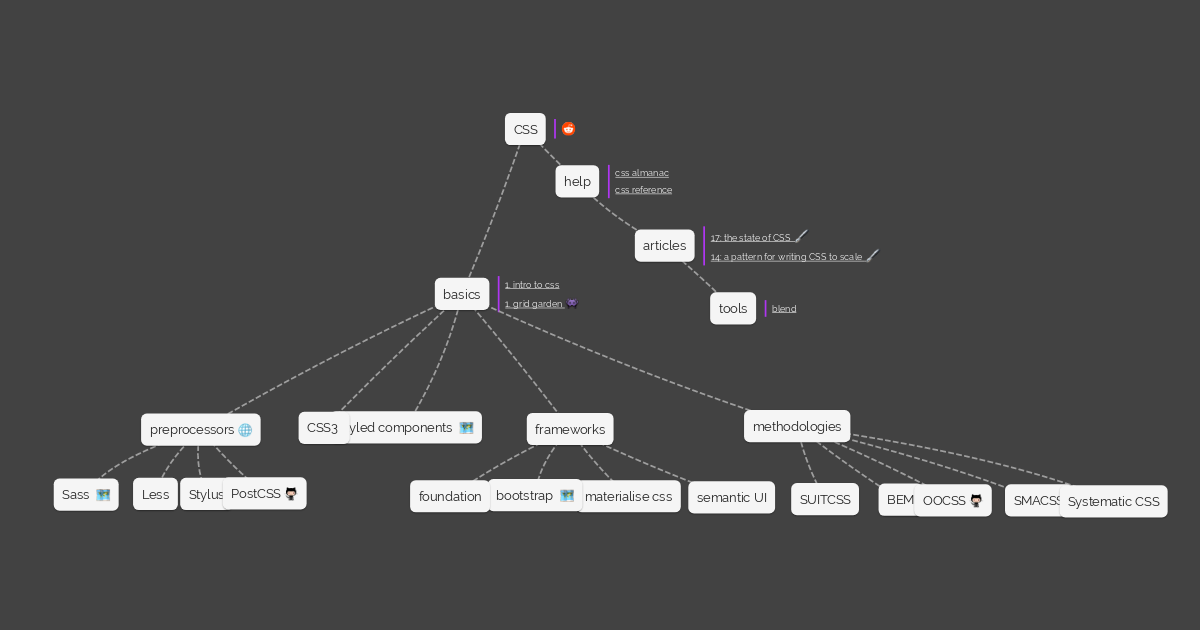 CSS
help
css almanac
css reference
articles
17: the state of CSS
14: a pattern for writing CSS to scale
basics
1. intro to css
1. grid garden
tools
blend
preprocessors
CSS3
yled components
frameworks
methodologies
Sass
Less
Stylus
PostCSS
foundation
bootstrap
materialise css
semantic UI
SUITCSS
BEM
OOCSS
SMACSS
Systematic CSS